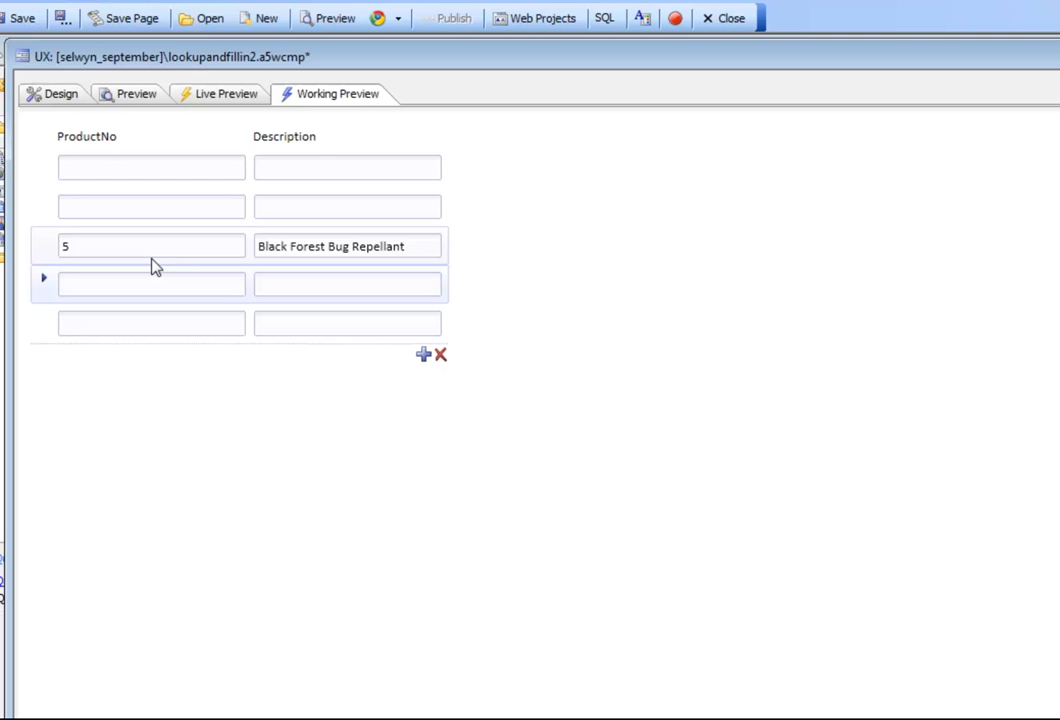 Save Save Page Open New Preview Publish Web Projects SQL Close
UX: [selwyn_september]\lookupandfillin2.a5wcmp*
Design Preview Live Preview Working Preview
ProductNo Description
5 Black Forest Bug Repellant